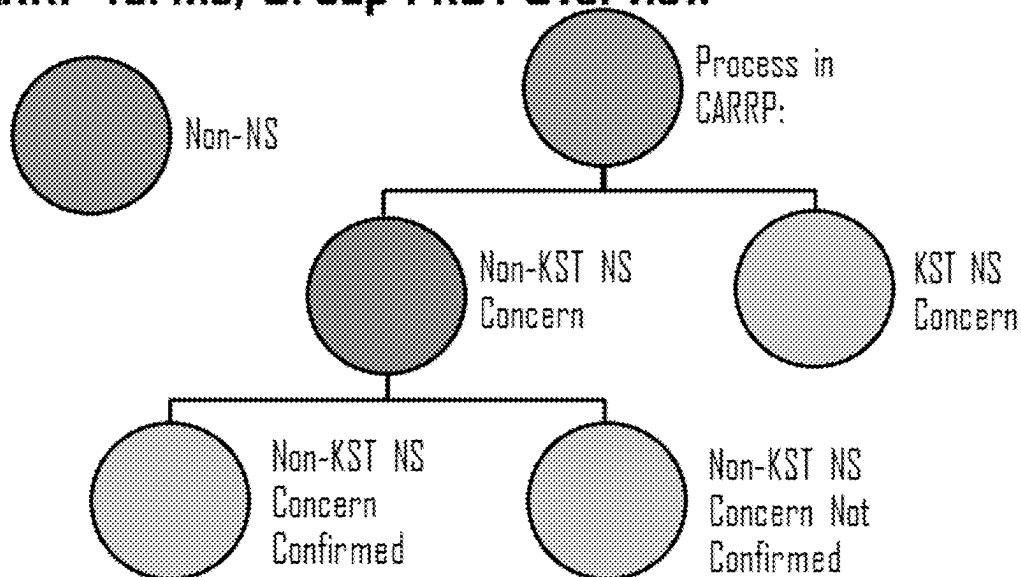 Non-NS
Process in
CARRP:
Non-KST NS
Concern
KST NS
Concern
Non-KST NS
Concern
Confirmed
Non-KST NS
Concern Not
Confirmed